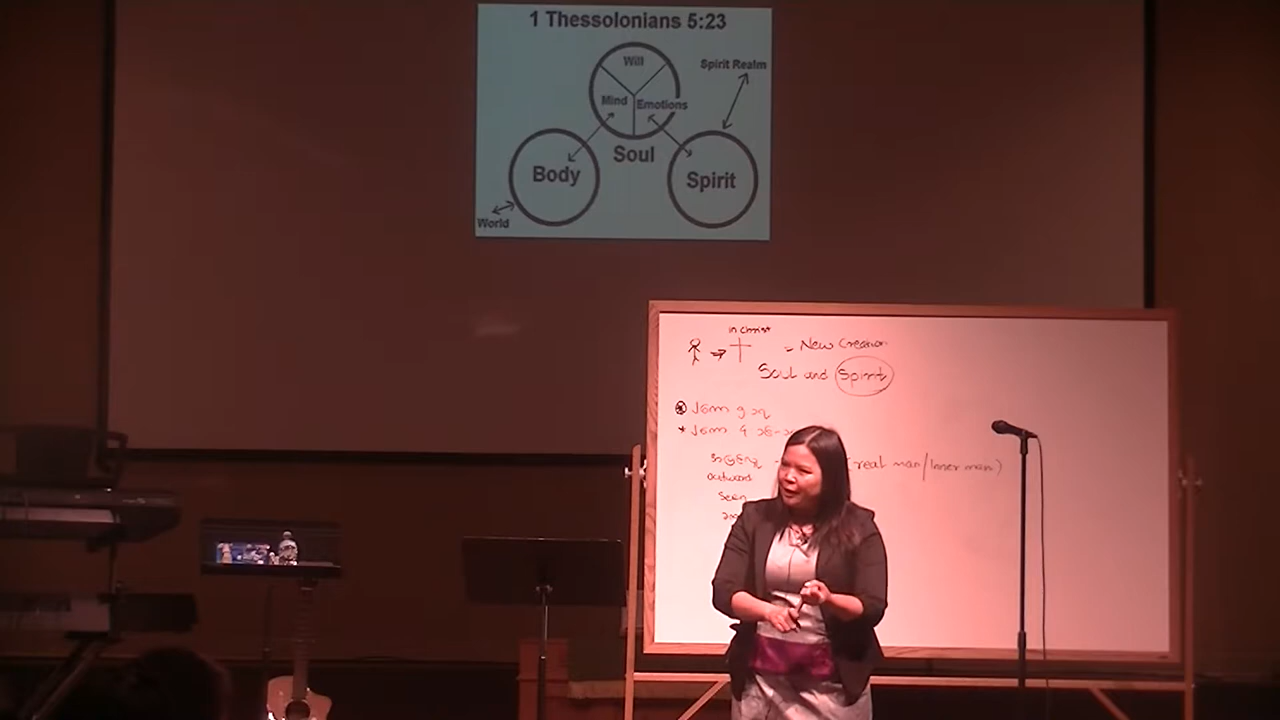 1 Thessolonians 5:23
Will
Spirit Realm
Mind
Emotions
Soul
Body
Spirit
World
in Christ
New Creation
Soul and Spirit
(real man/Inner man)
outward
seen